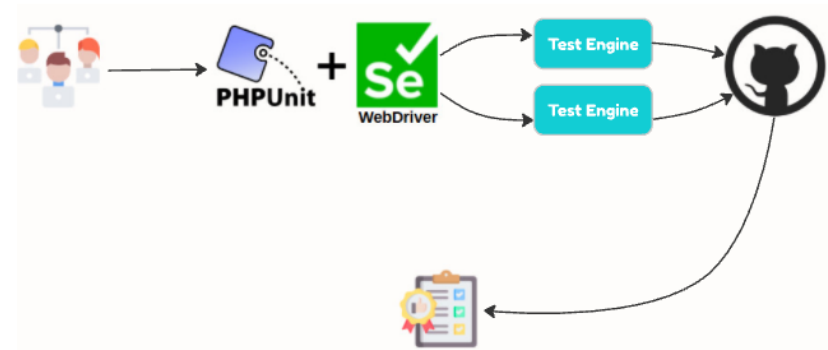 PHPUnit
+
Se
WebDriver
Test Engine
Test Engine